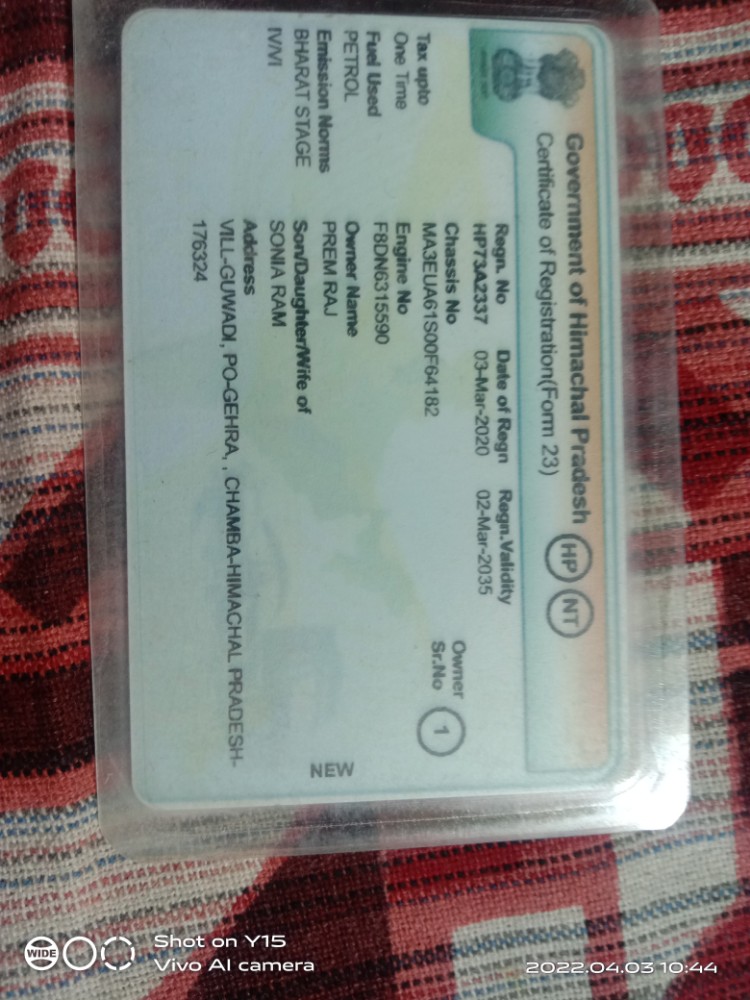 Government of Himachal Pradesh HP NT
Certificate of Registration(Form 23)
Regn. No Date of Regn Regn.Validity
HP73A2337 03-Mar-2020 02-Mar-2035
Chassis No
MA3EUA61S00F64182
Owner
Sr.No 1
Tax upto
One Time
Engine No
F8DN6315590
Fuel Used
PETROL
Owner Name
PREM RAJ
Emission Norms
BHARAT STAGE
IV/VI
Son/Daughter/Wife of
SONIA RAM
NEW
Address
VILL-GUWADI, PO-GEHRA, , CHAMBA-HIMACHAL PRADESH-
176324
WIDE
Shot on Y15
Vivo AI camera
2022.04.03 10:44